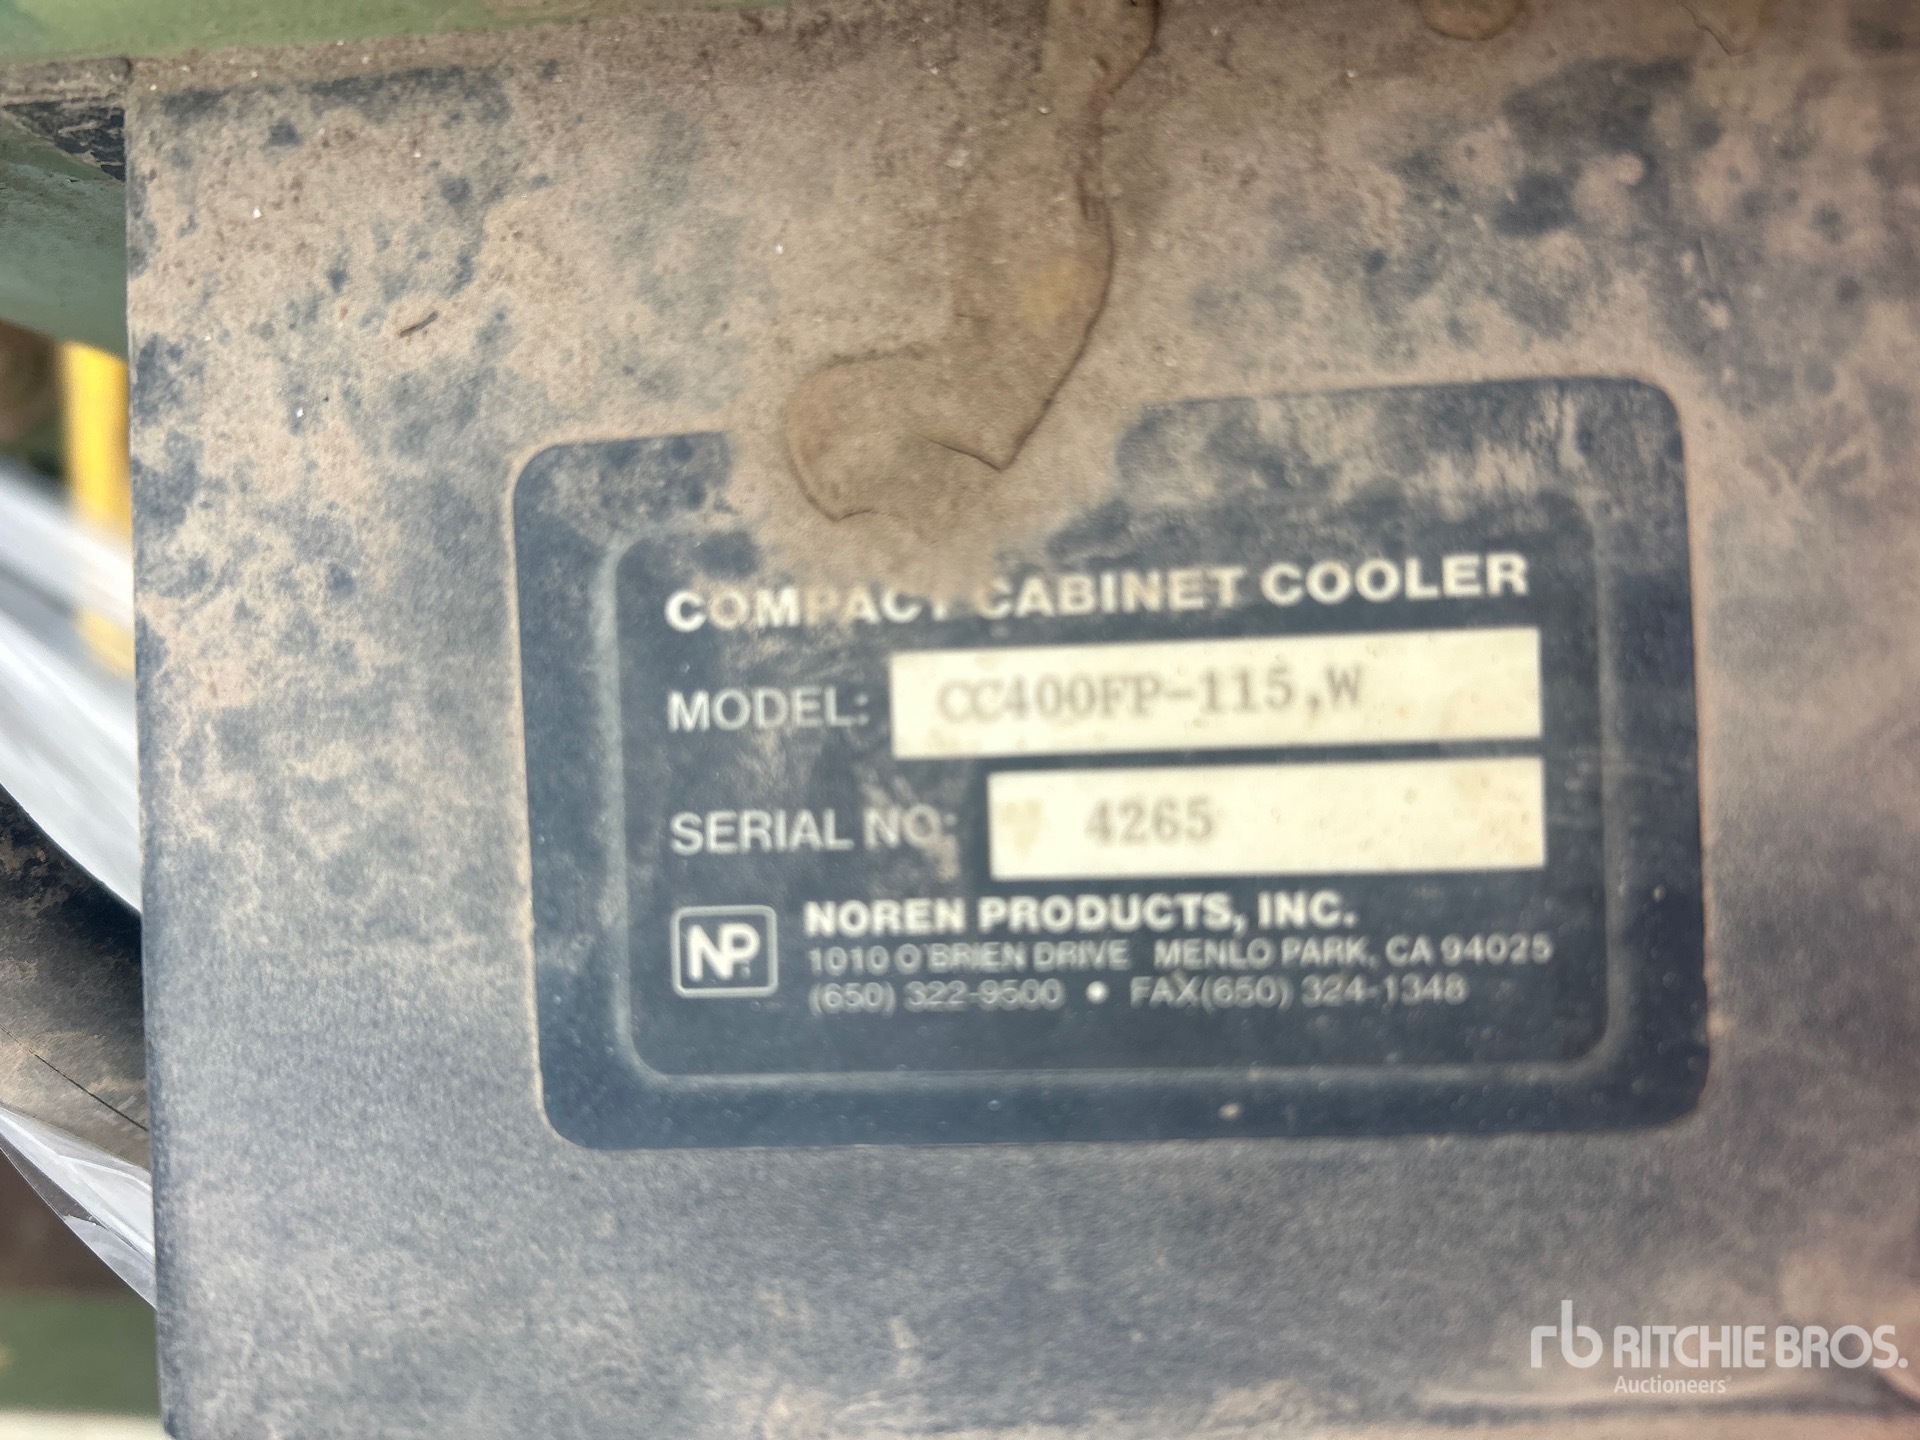 COMPACT CABINET COOLER
MODEL: CC400FP-115,W
SERIAL NO: 4265
NP NOREN PRODUCTS, INC.
1010 O'BRIEN DRIVE MENLO PARK, CA 94025
(650) 322-9500 • FAX(650) 324-1348
rb RITCHIE BROS.
Auctioneers